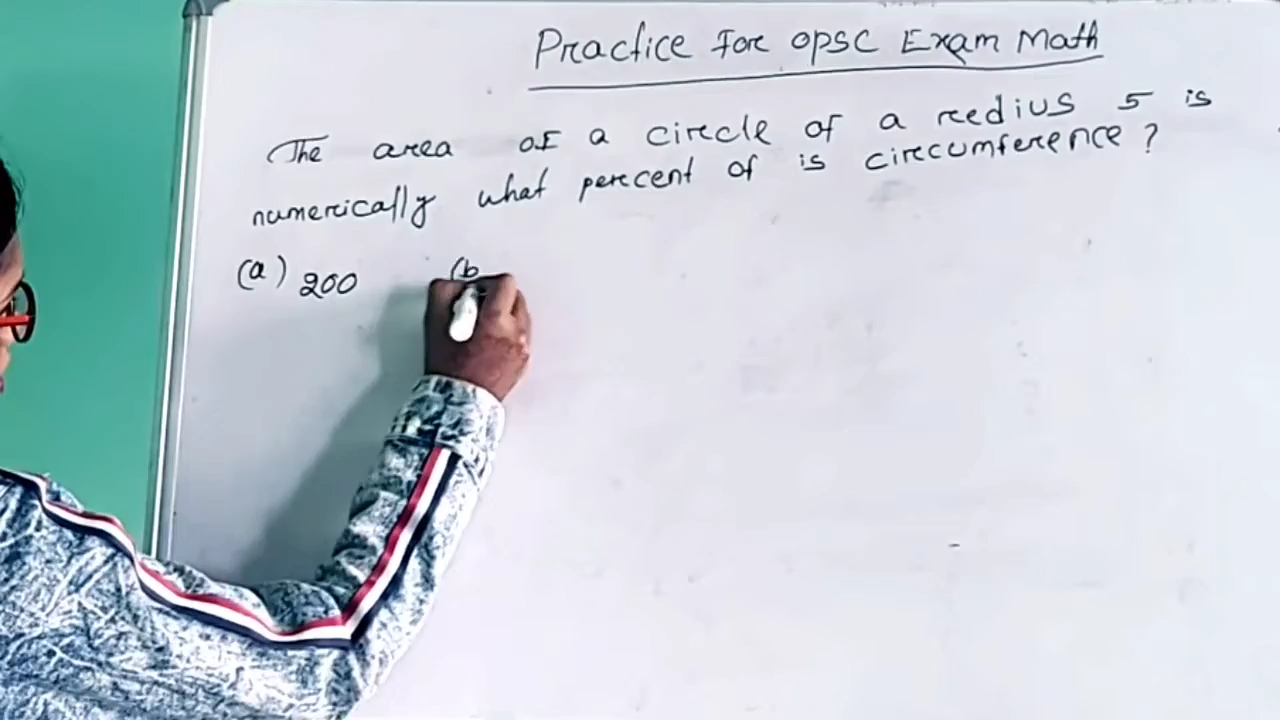 Practice For OPSC Exam Math
The area of a circle of a redius 5 is
numerically what percent of is circumference ?
(a) 200 (b